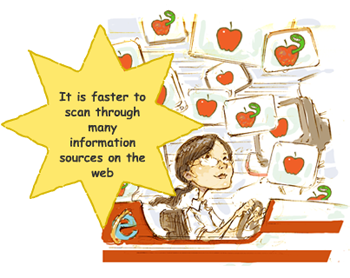 It is faster to
scan through
many
information
sources on the
web